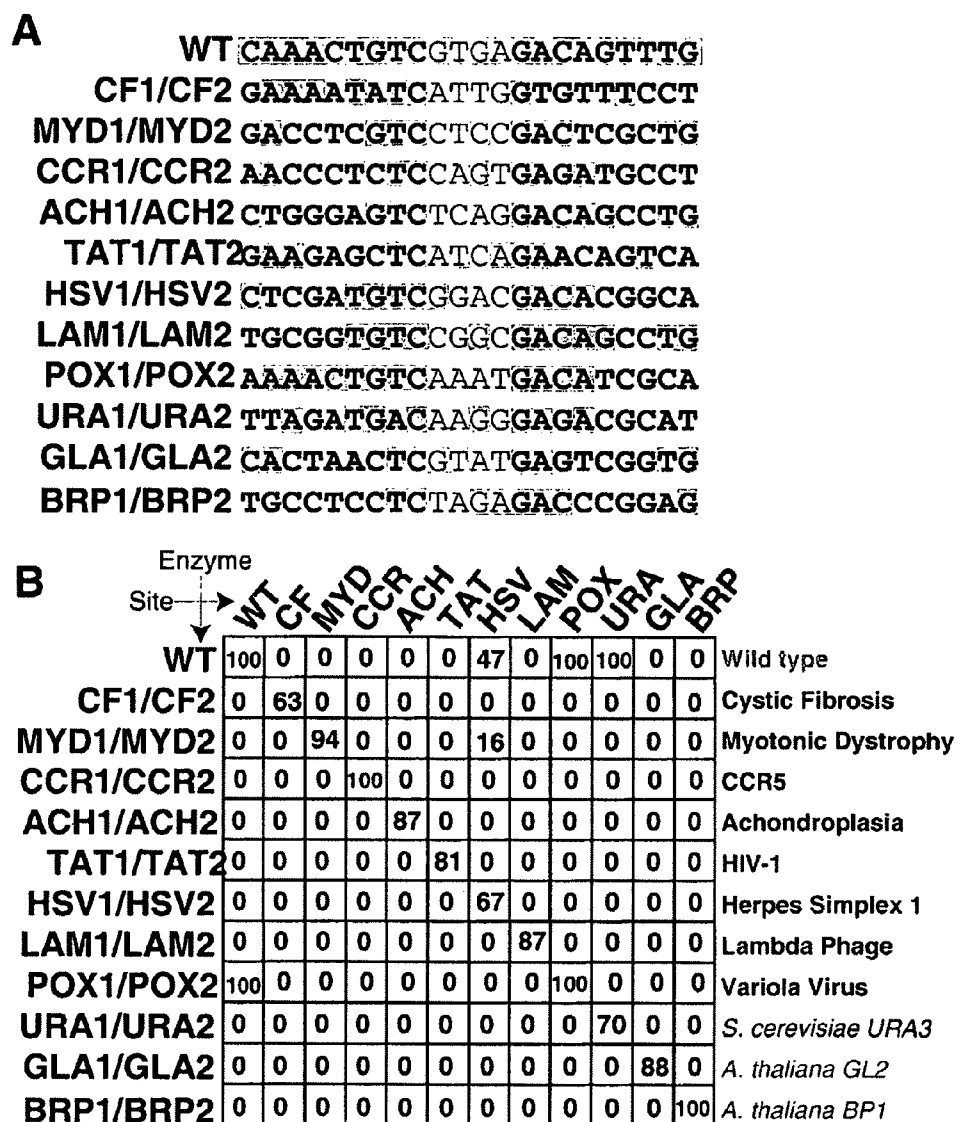 A
WT CAAACTGTCGTGAGACAGTTTG
CF1/CF2 GAAAATATCATTGGTGTTTCCT
MYD1/MYD2 GACCTCGTCCTCCGACTCGCTG
CCR1/CCR2 AACCCTCTCCAGTGAGATGCCT
ACH1/ACH2 CTGGGAGTCTCAGGACAGCCTG
TAT1/TAT2 GAAGAGCTCATCAGAACAGTCA
HSV1/HSV2 CTCGATGTCGGACGACACGGCA
LAM1/LAM2 TGCGGTGTCCGGCGACAGCCTG
POX1/POX2 AAAACTGTCAAATGACATCGCA
URA1/URA2 TTAGATGACAAGGGAGACGCAT
GLA1/GLA2 CACTAACTCGTATGAGTCGGTG
BRP1/BRP2 TGCCTCCTCTAGAGACCCGGAG
B
Enzyme
Site
WT CF MYD CCR ACH TAT HSV LAM POX URA GLA BRP
WT 100 0 0 0 0 0 47 0 100 100 0 0 Wild type
CF1/CF2 0 63 0 0 0 0 0 0 0 0 0 0 Cystic Fibrosis
MYD1/MYD2 0 0 94 0 0 0 16 0 0 0 0 0 Myotonic Dystrophy
CCR1/CCR2 0 0 0 100 0 0 0 0 0 0 0 0 CCR5
ACH1/ACH2 0 0 0 0 87 0 0 0 0 0 0 0 Achondroplasia
TAT1/TAT2 0 0 0 0 0 81 0 0 0 0 0 0 HIV-1
HSV1/HSV2 0 0 0 0 0 0 67 0 0 0 0 0 Herpes Simplex 1
LAM1/LAM2 0 0 0 0 0 0 0 87 0 0 0 0 Lambda Phage
POX1/POX2 100 0 0 0 0 0 0 0 100 0 0 0 Variola Virus
URA1/URA2 0 0 0 0 0 0 0 0 0 70 0 0 S. cerevisiae URA3
GLA1/GLA2 0 0 0 0 0 0 0 0 0 0 88 0 A. thaliana GL2
BRP1/BRP2 0 0 0 0 0 0 0 0 0 0 0 100 A. thaliana BP1